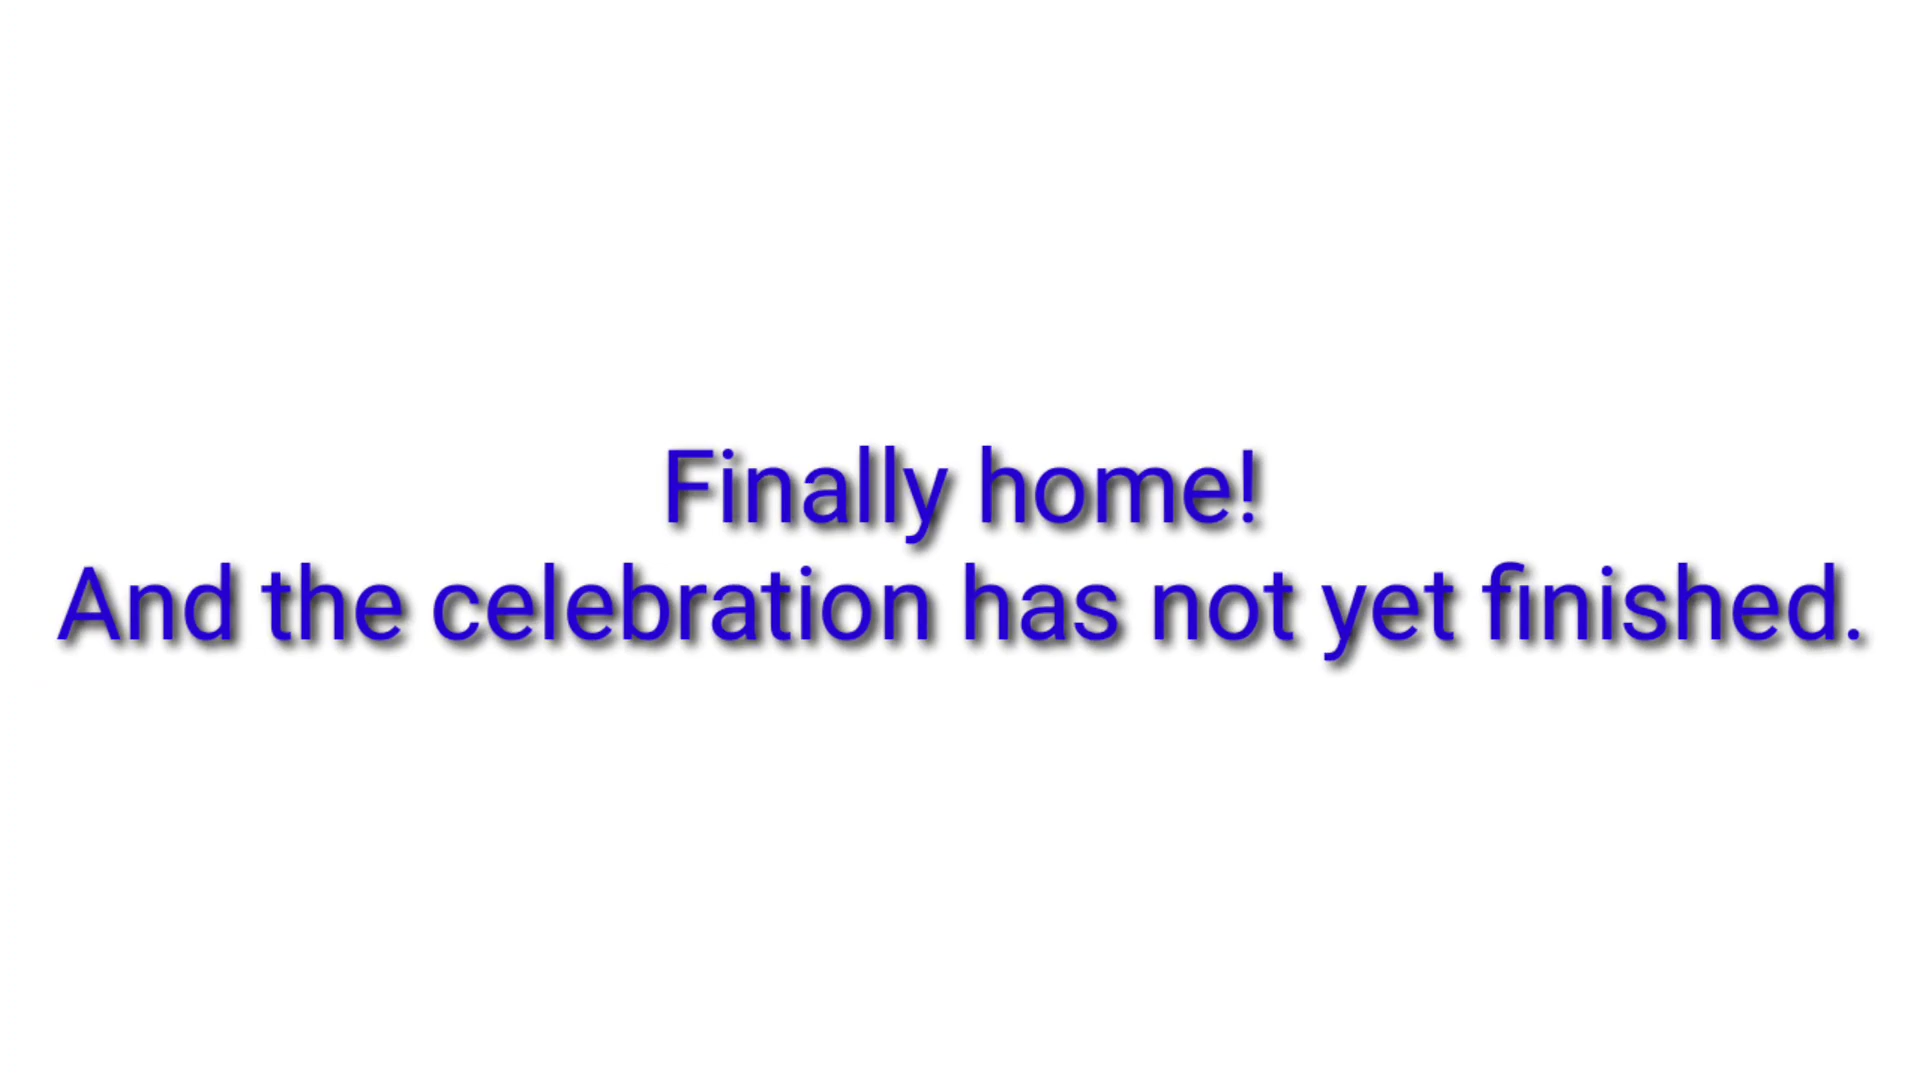 Finally home!
And the celebration has not yet finished.